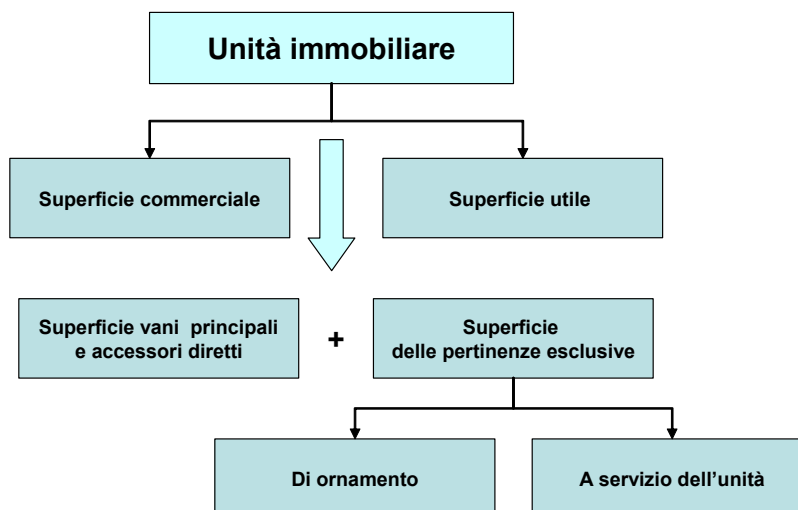 Unità immobiliare
Superficie commerciale
Superficie utile
Superficie vani principali
e accessori diretti
+
Superficie
delle pertinenze esclusive
Di ornamento
A servizio dell’unità